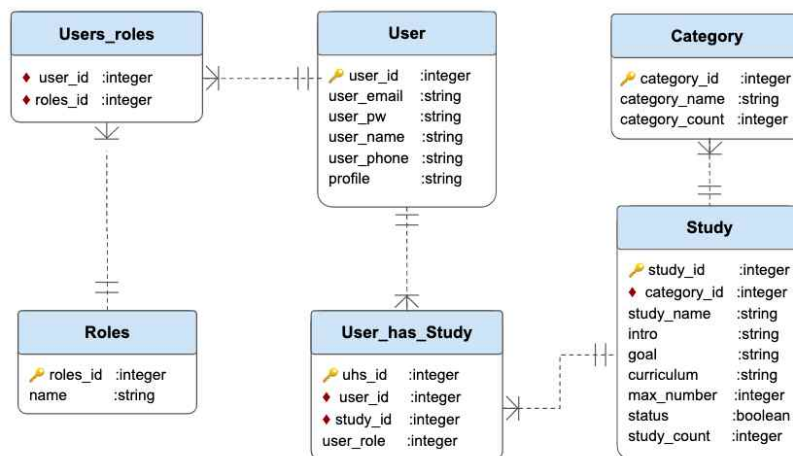 Users_roles
user_id :integer
roles_id :integer
User
user_id :integer
user_email :string
user_pw :string
user_name :string
user_phone :string
profile :string
Category
category_id :integer
category_name :string
category_count :integer
Roles
roles_id :integer
name :string
User_has_Study
uhs_id :integer
user_id :integer
study_id :integer
user_role :integer
Study
study_id :integer
category_id :integer
study_name :string
intro :string
goal :string
curriculum :string
max_number :integer
status :boolean
study_count :integer